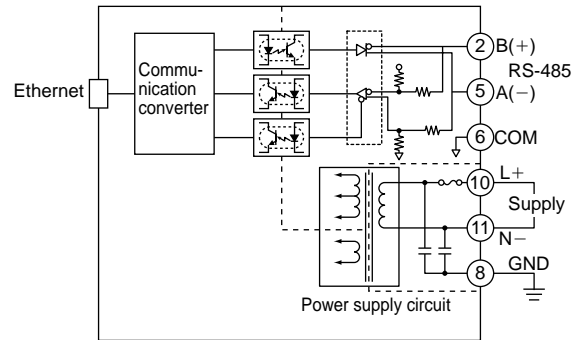 Ethernet
Commu-
nication
converter
2 B(+)
RS-485
5 A(−)
6 COM
10 L+
Supply
11 N−
8 GND
Power supply circuit